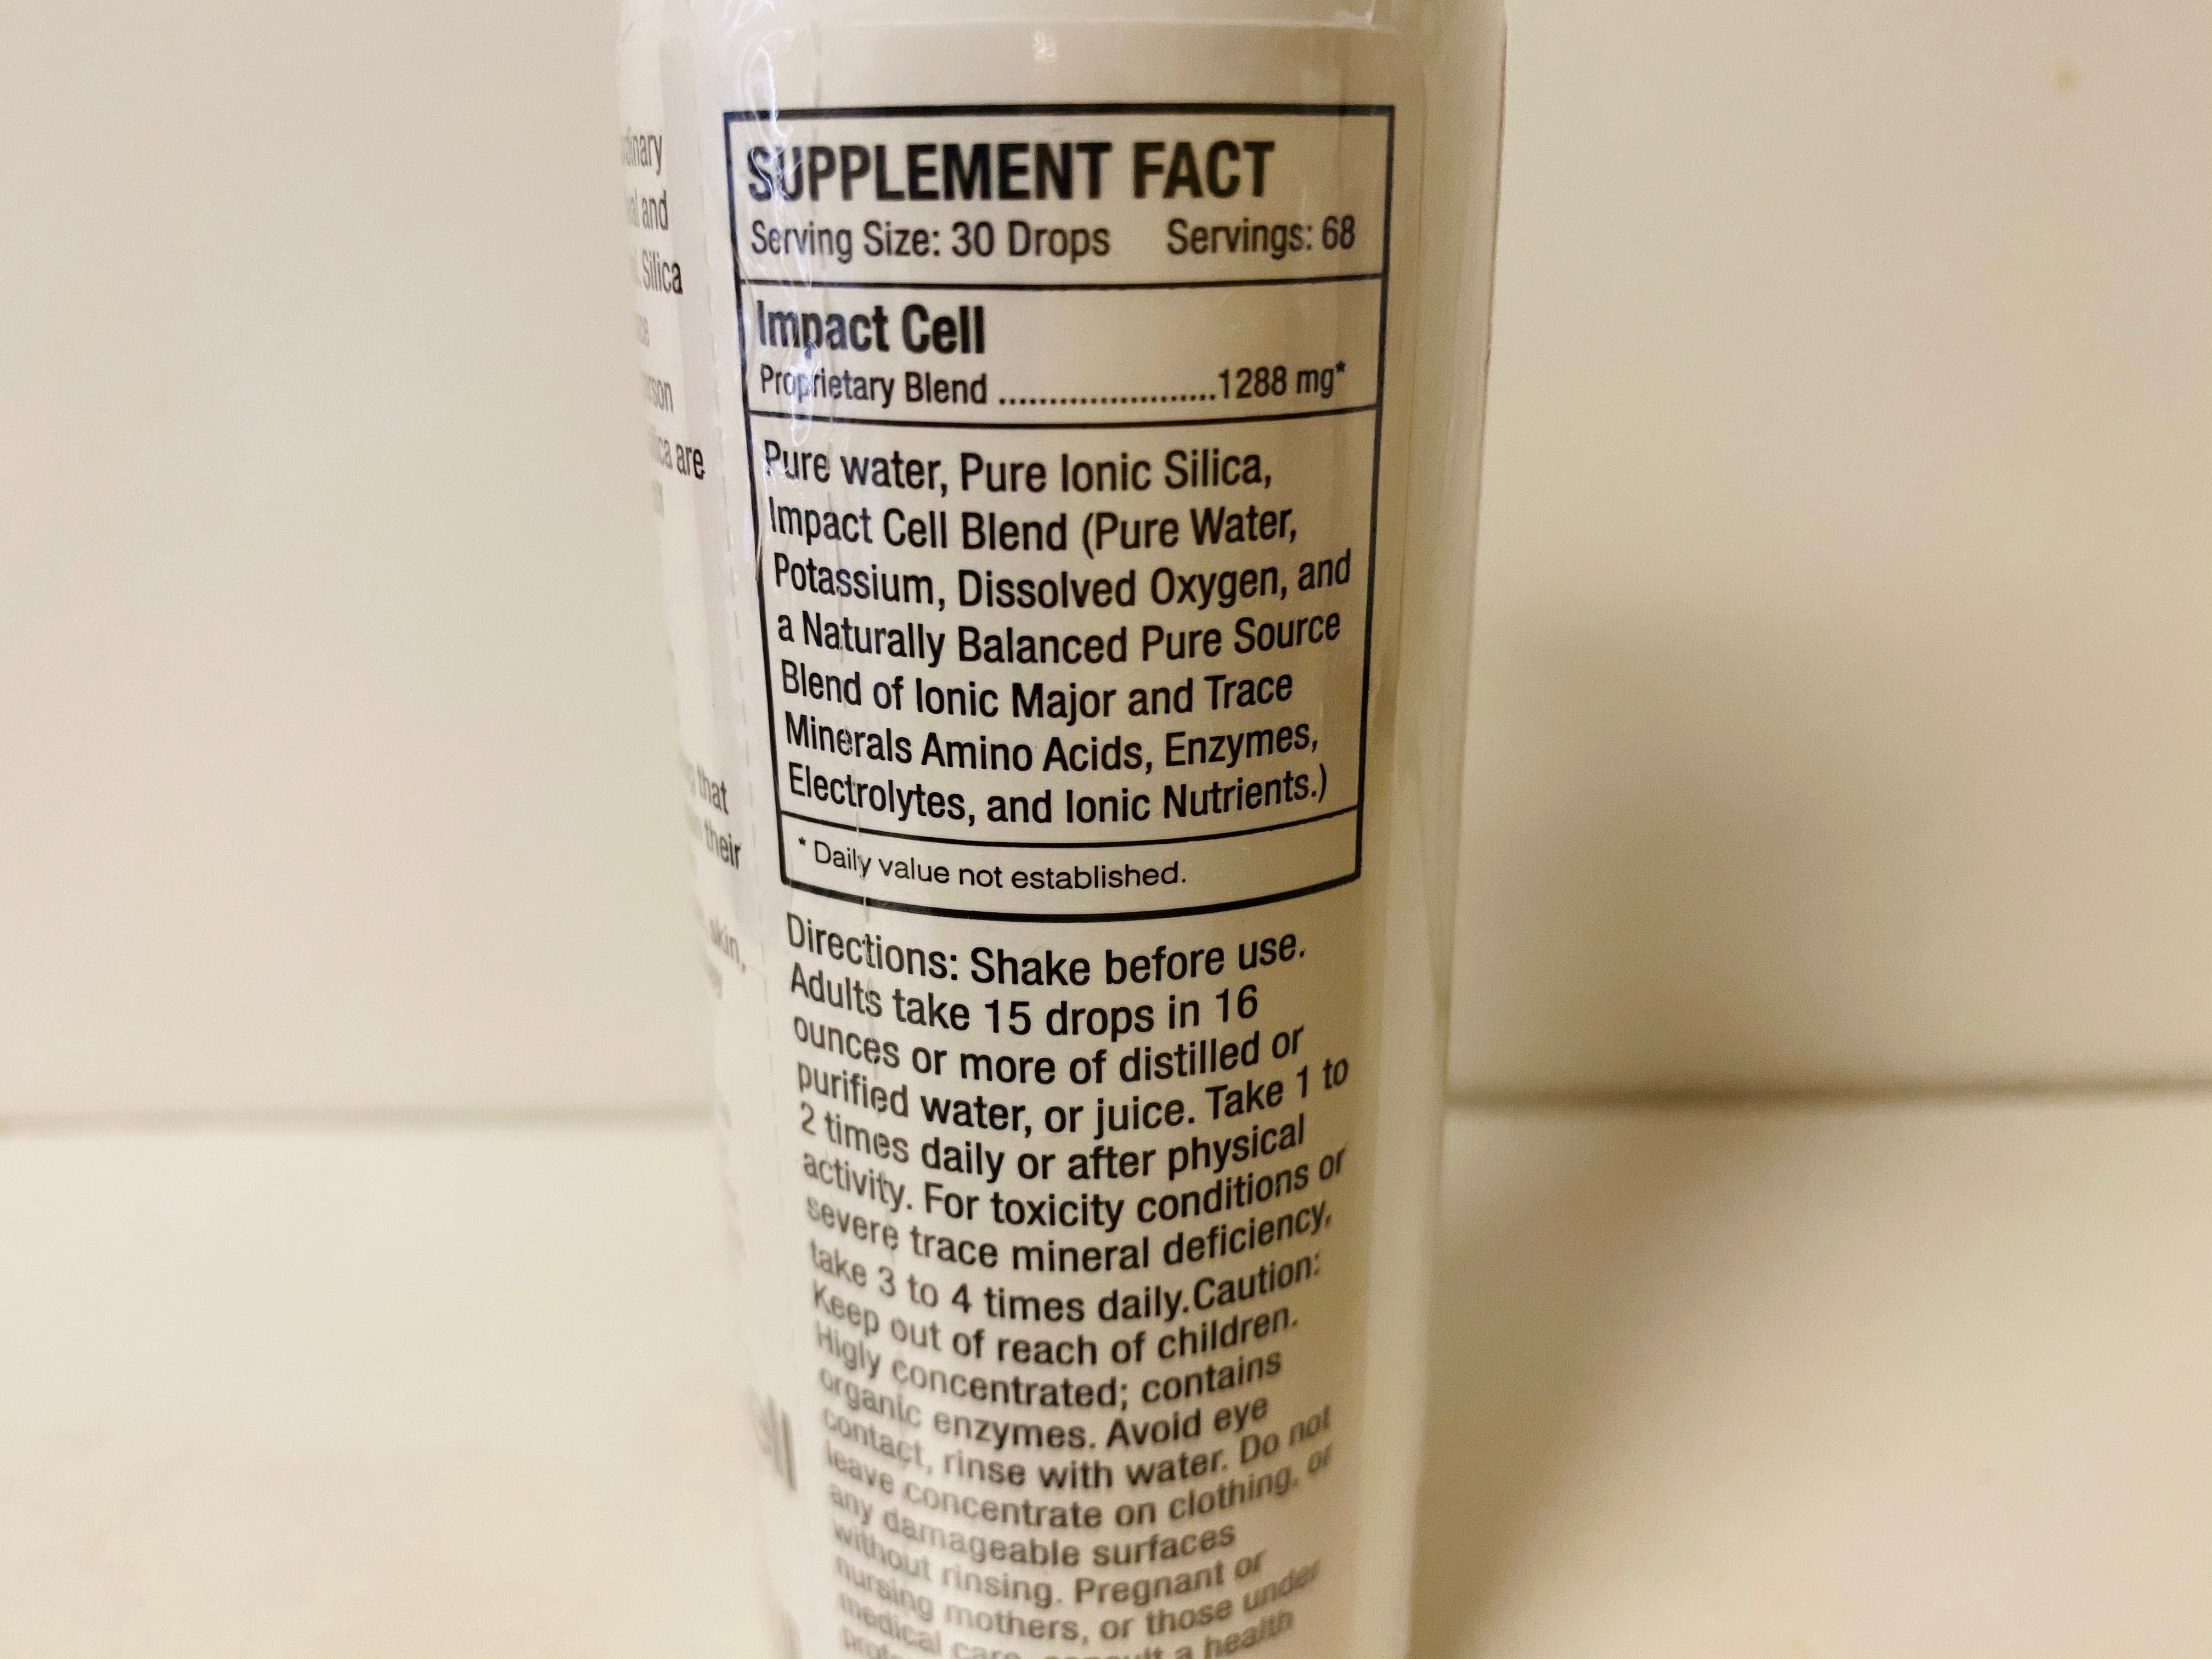 SUPPLEMENT FACT
Serving Size: 30 Drops Servings: 68
Impact Cell
Proprietary Blend ......................1288 mg*
Pure water, Pure Ionic Silica,
Impact Cell Blend (Pure Water,
Potassium, Dissolved Oxygen, and
a Naturally Balanced Pure Source
Blend of Ionic Major and Trace
Minerals Amino Acids, Enzymes,
Electrolytes, and Ionic Nutrients.)
* Daily value not established.
Directions: Shake before use.
Adults take 15 drops in 16
ounces or more of distilled or
purified water, or juice. Take 1 to
2 times daily or after physical
activity. For toxicity conditions or
severe trace mineral deficiency,
take 3 to 4 times daily.Caution:
Keep out of reach of children.
Higly concentrated; contains
organic enzymes. Avoid eye
contact, rinse with water. Do not
leave concentrate on clothing, or
any damageable surfaces
without rinsing. Pregnant or
nursing mothers, or those under
medical care, consult a health
and
Silica
are
that
their
skin,